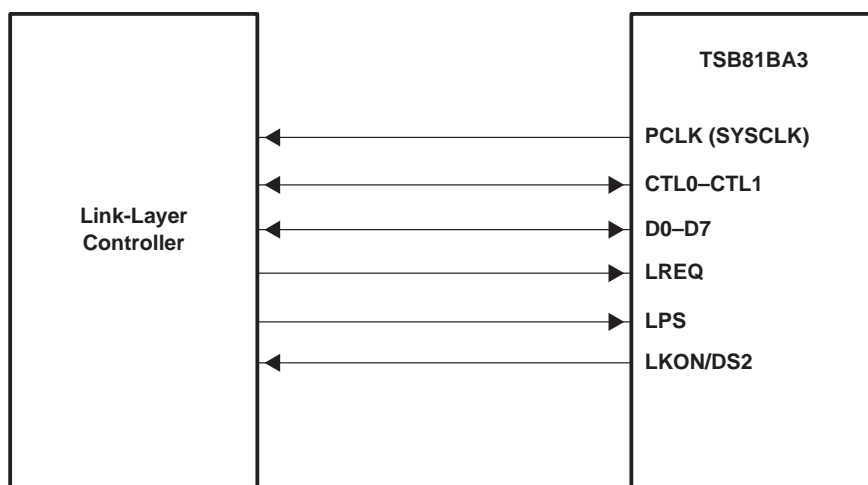 TSB81BA3
Link-Layer
Controller
PCLK (SYSCLK)
CTL0–CTL1
D0–D7
LREQ
LPS
LKON/DS2